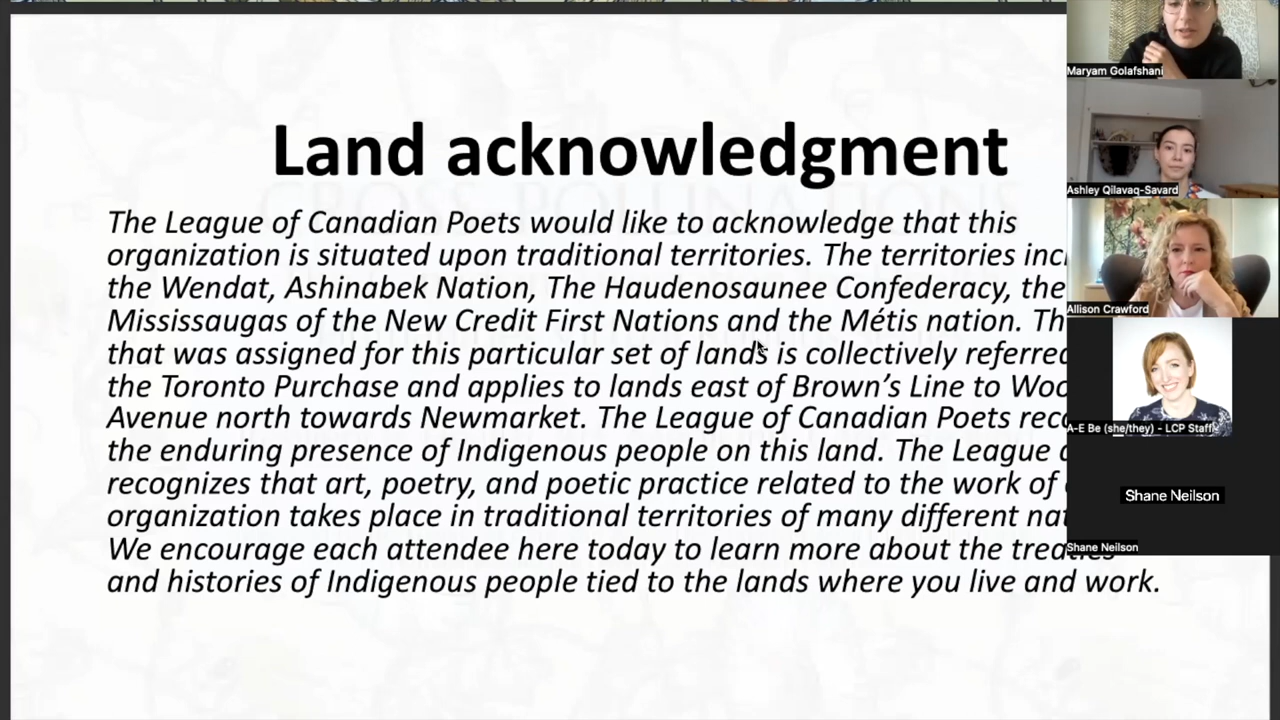 Land acknowledgment
The League of Canadian Poets would like to acknowledge that this
organization is situated upon traditional territories. The territories
the Wendat, Ashinabek Nation, The Haudenosaunee Confederacy, the
Mississaugas of the New Credit First Nations and the Métis nation.
that was assigned for this particular set of lands is collectively
the Toronto Purchase and applies to lands east of Brown’s Line to
Avenue north towards Newmarket. The League of Canadian Poets
the enduring presence of Indigenous people on this land. The League
recognizes that art, poetry, and poetic practice related to the work of
organization takes place in traditional territories of many different
We encourage each attendee here today to learn more about the
and histories of Indigenous people tied to the lands where you live and work.
Maryam Golafshani
Ashley Qilavaq-Savard
Allison Crawford
A-E Be (she/they) - LCP Staff
Shane Neilson
Shane Neilson